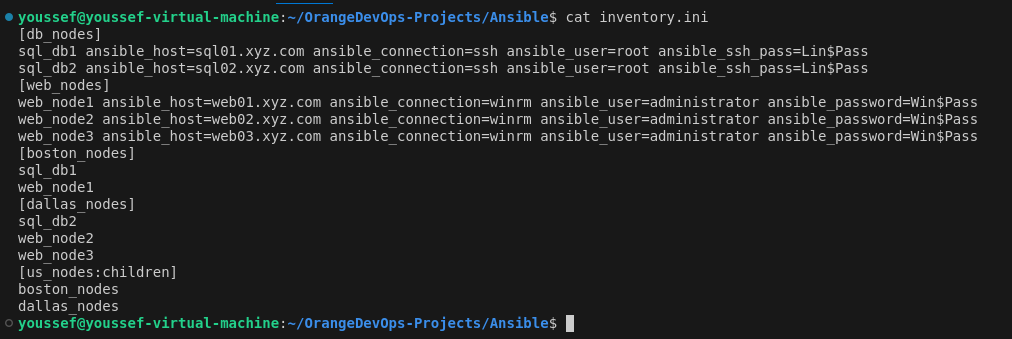 youssef@youssef-virtual-machine:~/OrangeDevOps-Projects/Ansible$ cat inventory.ini
[db_nodes]
sql_db1 ansible_host=sql01.xyz.com ansible_connection=ssh ansible_user=root ansible_ssh_pass=Lin$Pass
sql_db2 ansible_host=sql02.xyz.com ansible_connection=ssh ansible_user=root ansible_ssh_pass=Lin$Pass
[web_nodes]
web_node1 ansible_host=web01.xyz.com ansible_connection=winrm ansible_user=administrator ansible_password=Win$Pass
web_node2 ansible_host=web02.xyz.com ansible_connection=winrm ansible_user=administrator ansible_password=Win$Pass
web_node3 ansible_host=web03.xyz.com ansible_connection=winrm ansible_user=administrator ansible_password=Win$Pass
[boston_nodes]
sql_db1
web_node1
[dallas_nodes]
sql_db2
web_node2
web_node3
[us_nodes:children]
boston_nodes
dallas_nodes
youssef@youssef-virtual-machine:~/OrangeDevOps-Projects/Ansible$